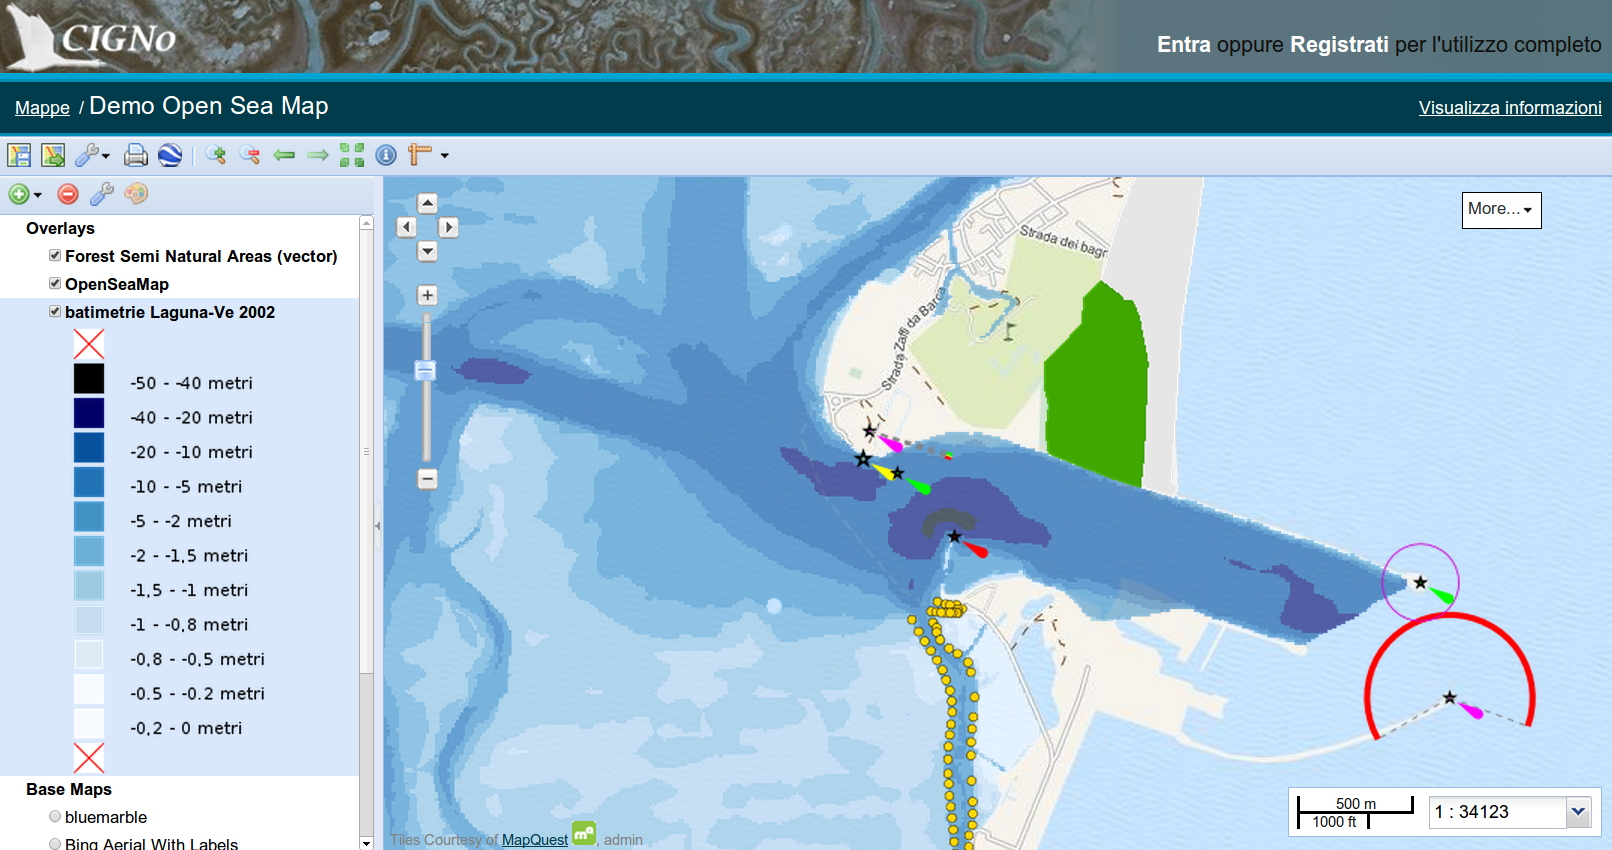 CIGNo
Entra oppure Registrati per l'utilizzo completo
Mappe / Demo Open Sea Map
Visualizza informazioni
Overlays
Forest Semi Natural Areas (vector)
OpenSeaMap
batimetrie Laguna-Ve 2002
-50 - -40 metri
-40 - -20 metri
-20 - -10 metri
-10 - -5 metri
-5 - -2 metri
-2 - -1,5 metri
-1,5 - -1 metri
-1 - -0,8 metri
-0,8 - -0,5 metri
-0.5 - -0.2 metri
-0,2 - 0 metri
Base Maps
bluemarble
Bing Aerial With Labels
More...
Strada dei bagn
Strada Zaffi da Barca
500 m
1000 ft
1 : 34123
Tiles Courtesy of MapQuest , admin